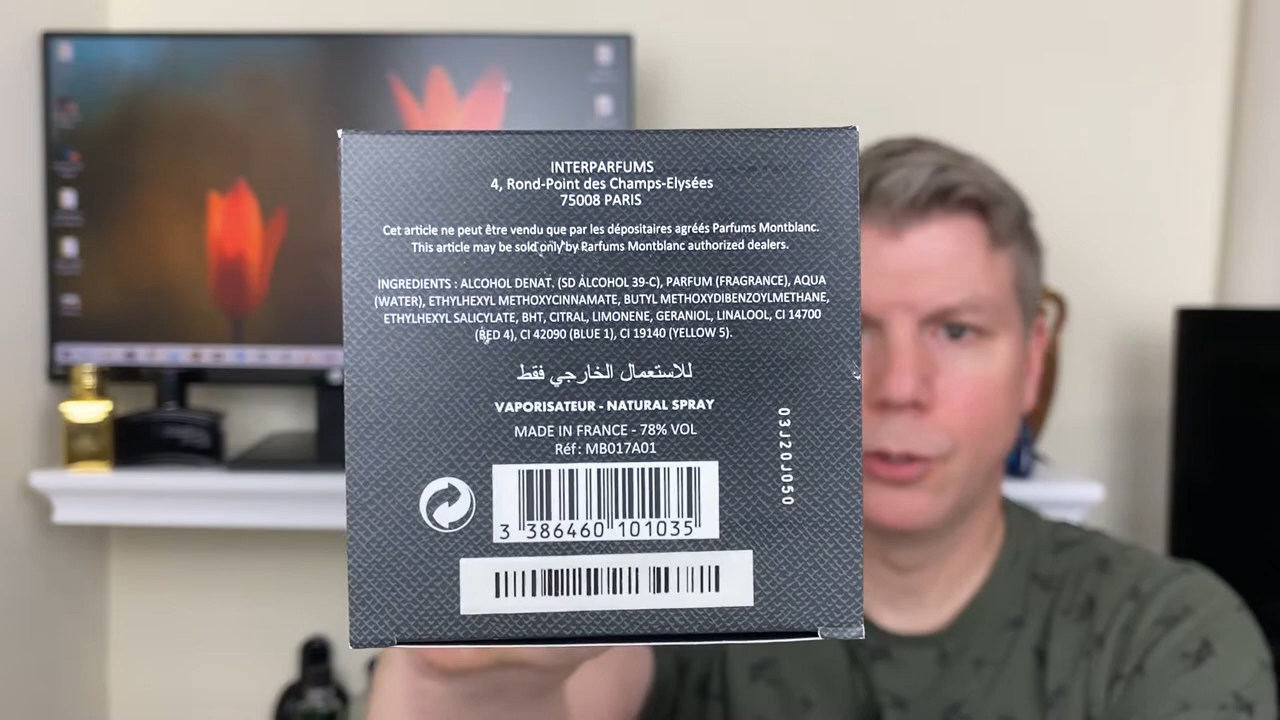 INTERPARFUMS
4, Rond-Point des Champs-Elysées
75008 PARIS
Cet article ne peut être vendu que par les dépositaires agréés Parfums Montblanc.
This article may be sold only by Parfums Montblanc authorized dealers.
INGREDIENTS : ALCOHOL DENAT. (SD ALCOHOL 39-C), PARFUM (FRAGRANCE), AQUA
(WATER), ETHYLHEXYL METHOXYCINNAMATE, BUTYL METHOXYDIBENZOYLMETHANE,
ETHYLHEXYL SALICYLATE, BHT, CITRAL, LIMONENE, GERANIOL, LINALOOL, CI 14700
(RED 4), CI 42090 (BLUE 1), CI 19140 (YELLOW 5).
للاستعمال الخارجي فقط
VAPORISATEUR - NATURAL SPRAY
MADE IN FRANCE - 78% VOL
Réf : MB017A01
03J20J050
3 386460 101035